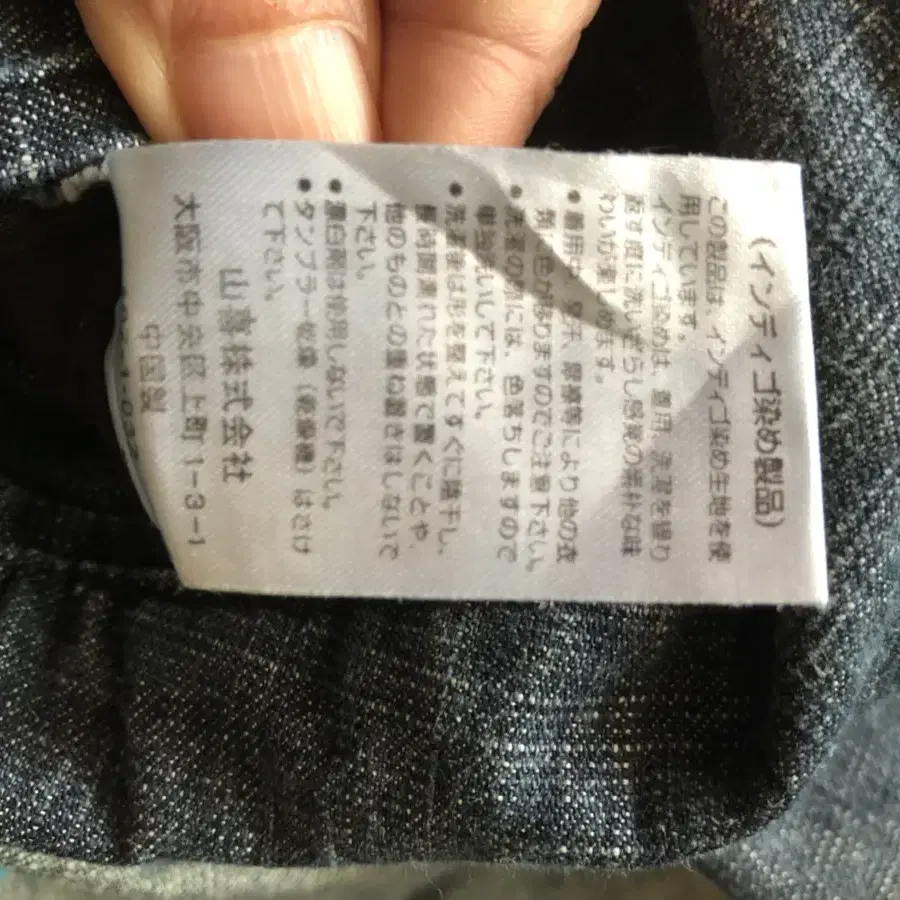 (インディゴ染め製品)
この製品は、インディゴ染め生地を使
用しています。
インディゴ染めは、着用、洗濯を繰り
返す度に洗いざらし感覚の素朴な味
わいが楽しめます。
●着用中、発汗、摩擦等により他の衣
類に色が移りますのでご注意下さい。
●洗濯の際には、色落ちしますので
単独洗いして下さい。
●洗濯後は形を整えてすぐに陰干し、
長時間濡れた状態で置くことや、
他のものとの重ね置きはしないで
下さい。
●漂白剤は使用しないで下さい。
●タンブラー乾燥(乾燥機)はさけ
て下さい。
山喜株式会社
大阪市中央区上町1-3-1
中国製